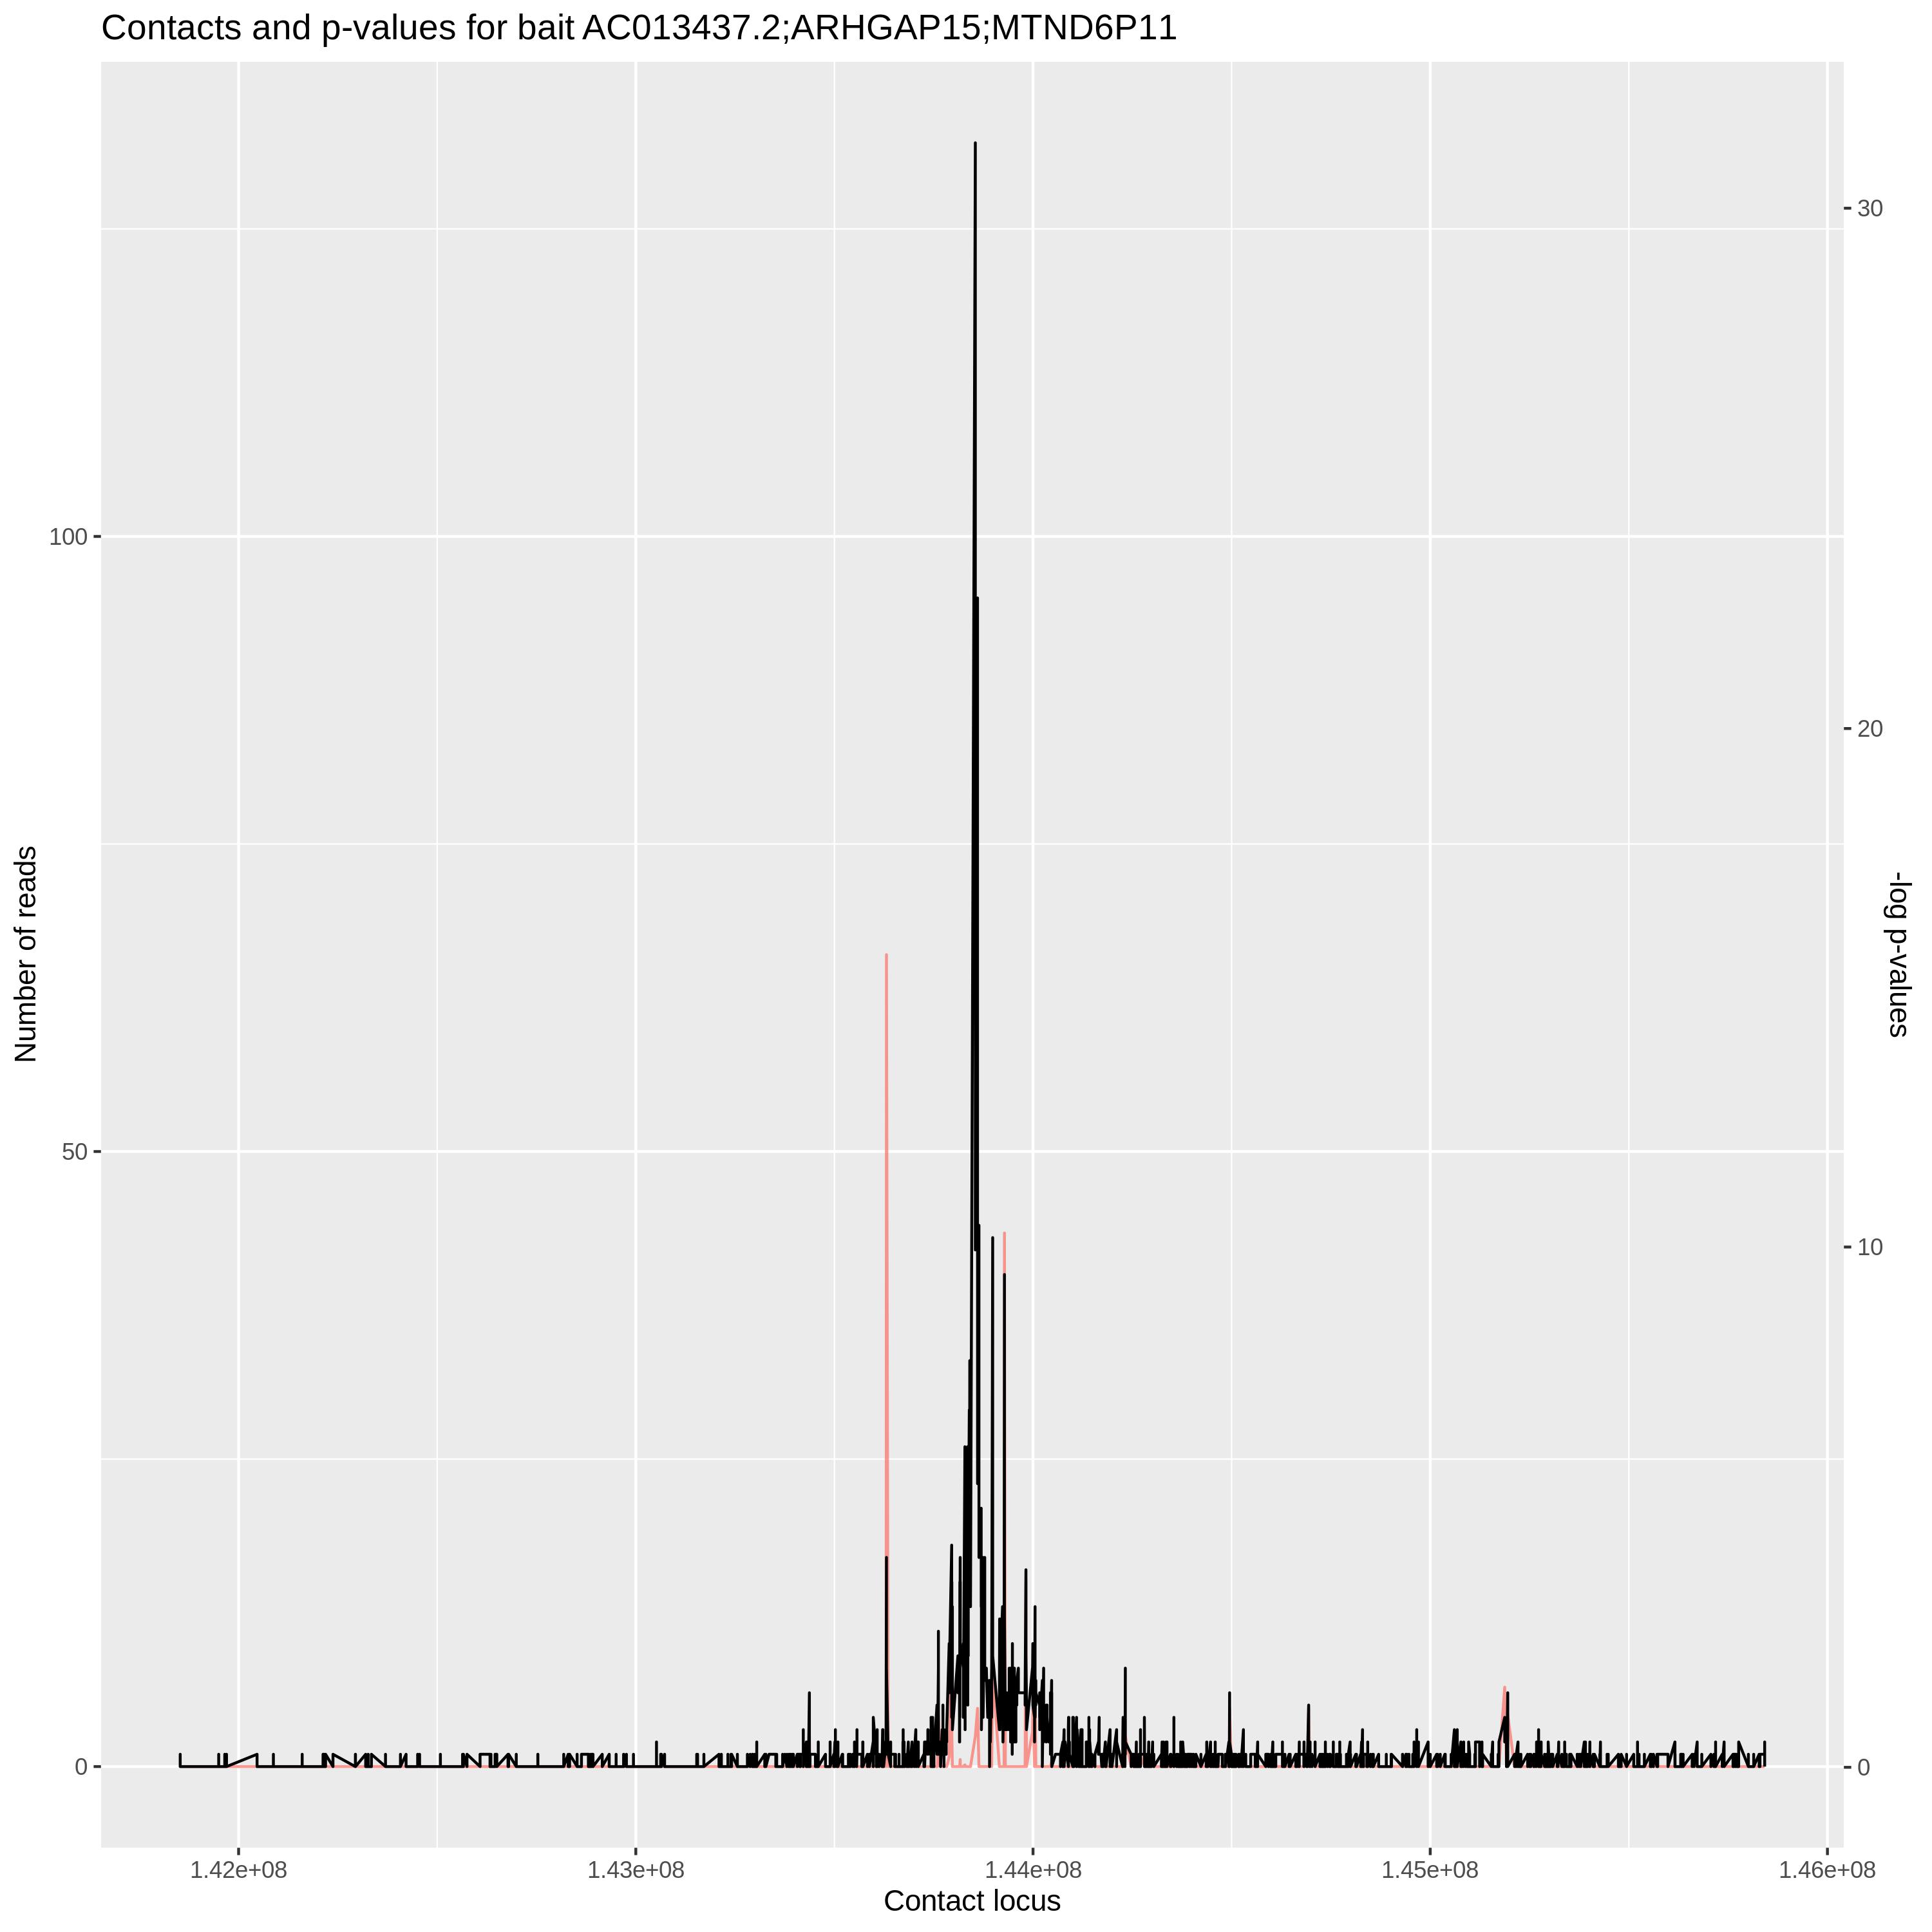 Contacts and p-values for bait AC013437.2;ARHGAP15;MTND6P11
100
50
0
Number of reads
30
20
10
0
-log p-values
1.42e+08
1.43e+08
1.44e+08
1.45e+08
1.46e+08
Contact locus